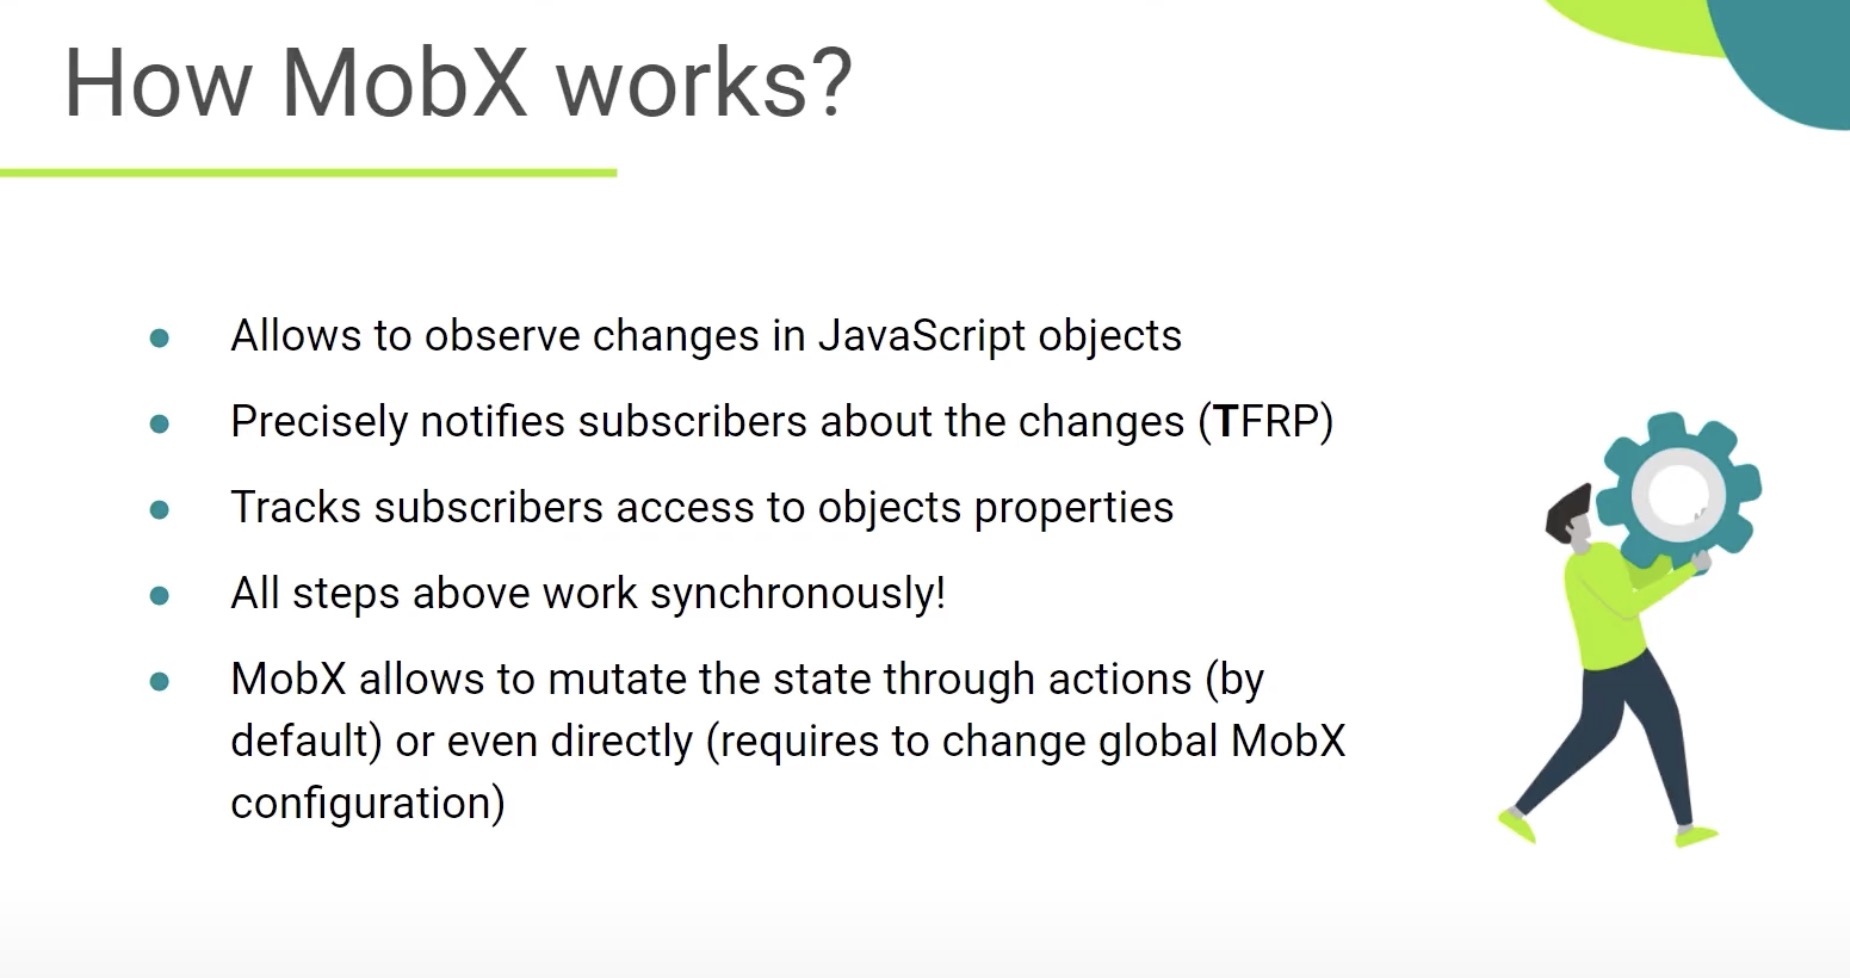 How MobX works?
Allows to observe changes in JavaScript objects
Precisely notifies subscribers about the changes (TFRP)
Tracks subscribers access to objects properties
All steps above work synchronously!
MobX allows to mutate the state through actions (by
default) or even directly (requires to change global MobX
configuration)